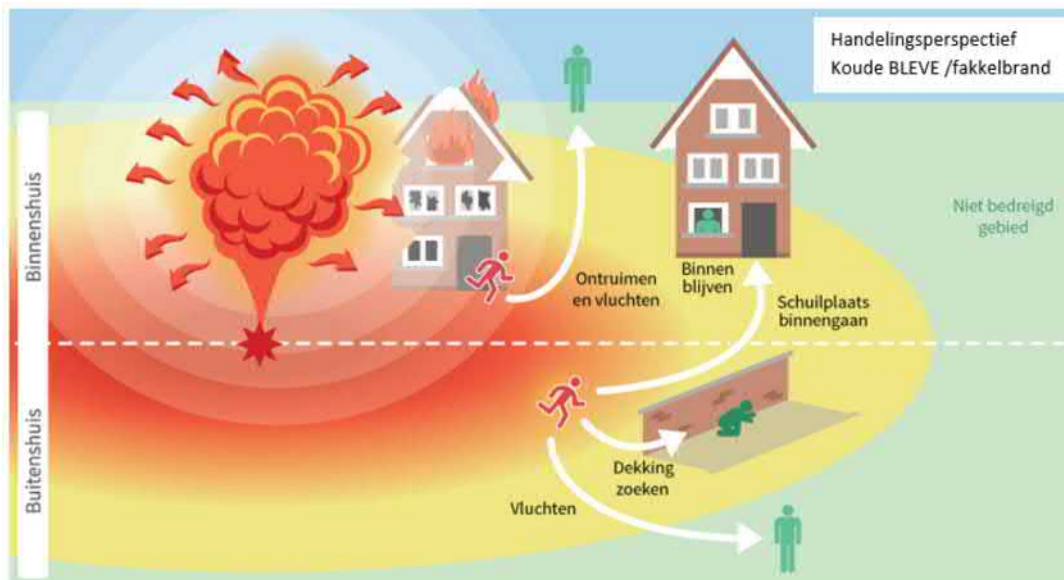 Handelingsperspectief
Koude BLEVE /fakkelbrand
Binnenshuis
Niet bedreigd
gebied
Ontruimen
en vluchten
Binnen
blijven
Schuilplaats
binnengaan
Buitenshuis
Dekking
zoeken
Vluchten